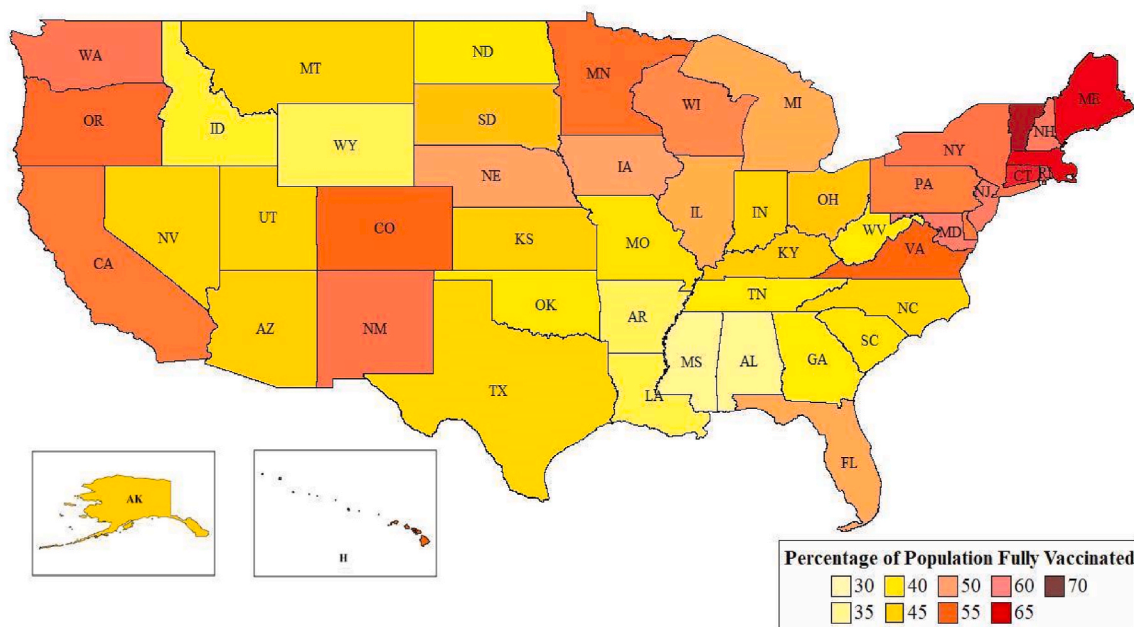 WA
MT
ND
MN
OR
ID
WY
SD
WI
MI
ME
NH
NY
CT
RI
NV
UT
CO
NE
IA
IL
IN
OH
PA
NJ
MD
WV
VA
CA
KS
MO
KY
AZ
NM
OK
AR
TN
NC
SC
TX
LA
MS
AL
GA
FL
AK
H
Percentage of Population Fully Vaccinated
30 40 50 60 70
35 45 55 65